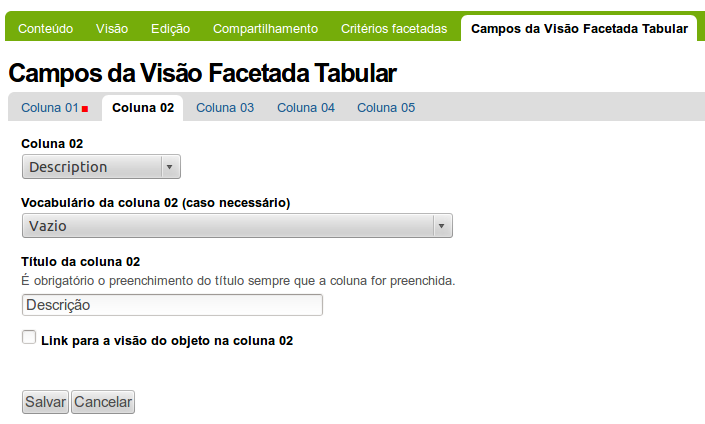 Conteúdo Visão Edição Compartilhamento Critérios facetadas Campos da Visão Facetada Tabular
Campos da Visão Facetada Tabular
Coluna 01 Coluna 02 Coluna 03 Coluna 04 Coluna 05
Coluna 02
Description
Vocabulário da coluna 02 (caso necessário)
Vazio
Título da coluna 02
É obrigatório o preenchimento do título sempre que a coluna for preenchida.
Descrição
Link para a visão do objeto na coluna 02
Salvar Cancelar